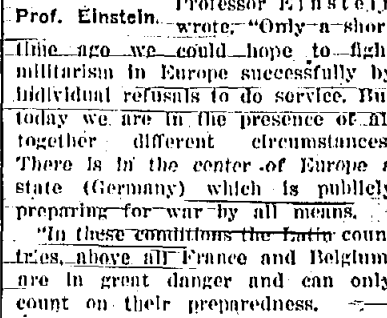 Professor Einstein
Prof. Einstein. wrote: "Only a shor
time ago we could hope to figh
militarism in Europe successfully by
individual refusals to do service. Bu
today we are in the presence of al
together different circumstances
There is in the center of Europe a
state (Germany) which is publicly
preparing for war by all means.
"In these conditions the Latin coun
tries, above all France and Belgium
are in great danger and can only
count on their preparedness.